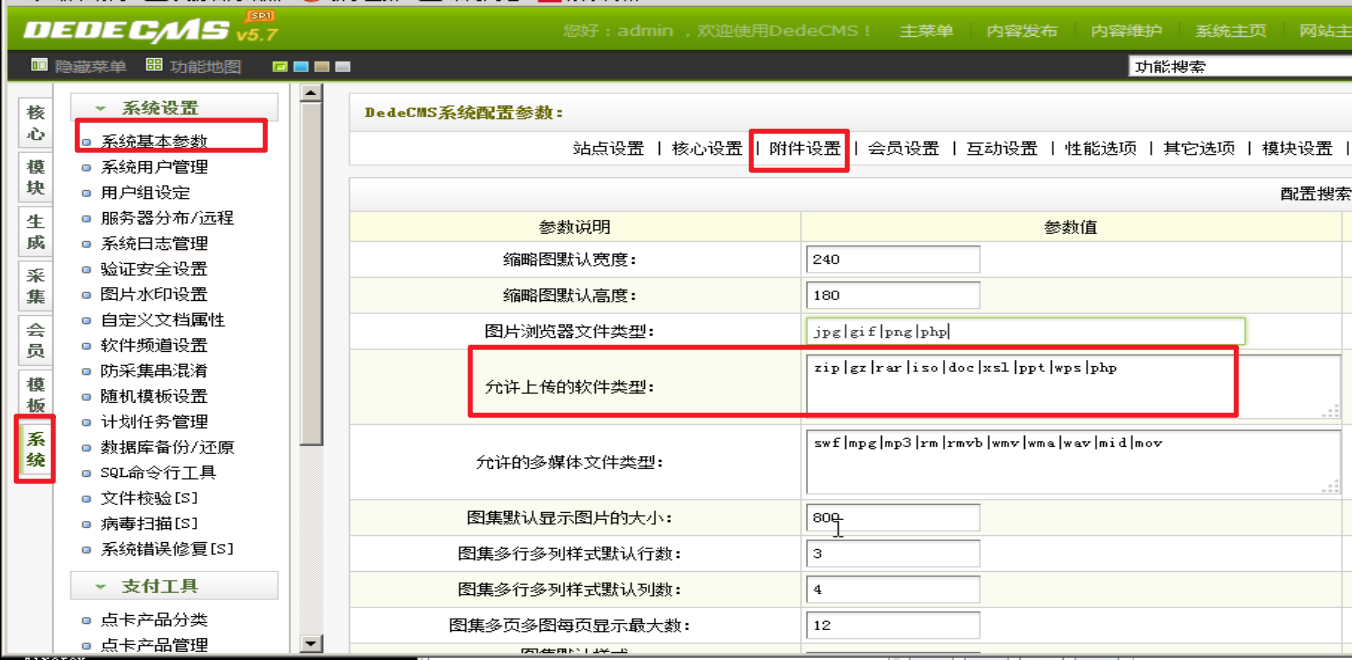 DEDECMS v5.7 SP1
您好：admin ，欢迎使用DedeCMS！ 主菜单 内容发布 内容维护 系统主页 网站主
隐藏菜单 功能地图 功能搜索
核心
模块
生成
采集
会员
模板
系统
系统设置
系统基本参数
系统用户管理
用户组设定
服务器分布/远程
系统日志管理
验证安全设置
图片水印设置
自定义文档属性
软件频道设置
防采集串混淆
随机模板设置
计划任务管理
数据库备份/还原
SQL命令行工具
文件校验[S]
病毒扫描[S]
系统错误修复[S]
支付工具
点卡产品分类
点卡产品管理
DedeCMS系统配置参数：
站点设置 | 核心设置 | 附件设置 | 会员设置 | 互动设置 | 性能选项 | 其它选项 | 模块设置 |
配置搜索
参数说明 参数值
缩略图默认宽度： 240
缩略图默认高度： 180
图片浏览器文件类型： jpg|gif|png|php
允许上传的软件类型： zip|gz|rar|iso|doc|xsl|ppt|wps|php
允许的多媒体文件类型： swf|mpg|mp3|rm|rmvb|wmv|wma|wav|mid|mov
图集默认显示图片的大小： 800
图集多行多列样式默认行数： 3
图集多行多列样式默认列数： 4
图集多页多图每页显示最大数： 12